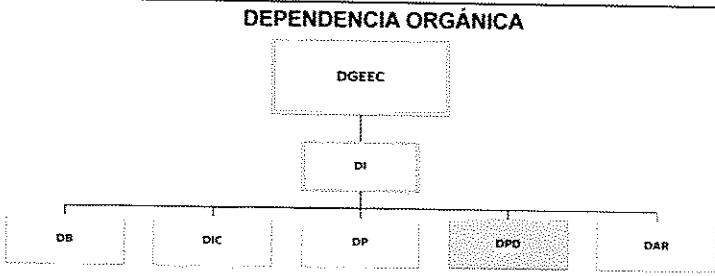 DEPENDENCIA ORGÁNICA
DGEEC
DI
DB DIC DP DPD DAR